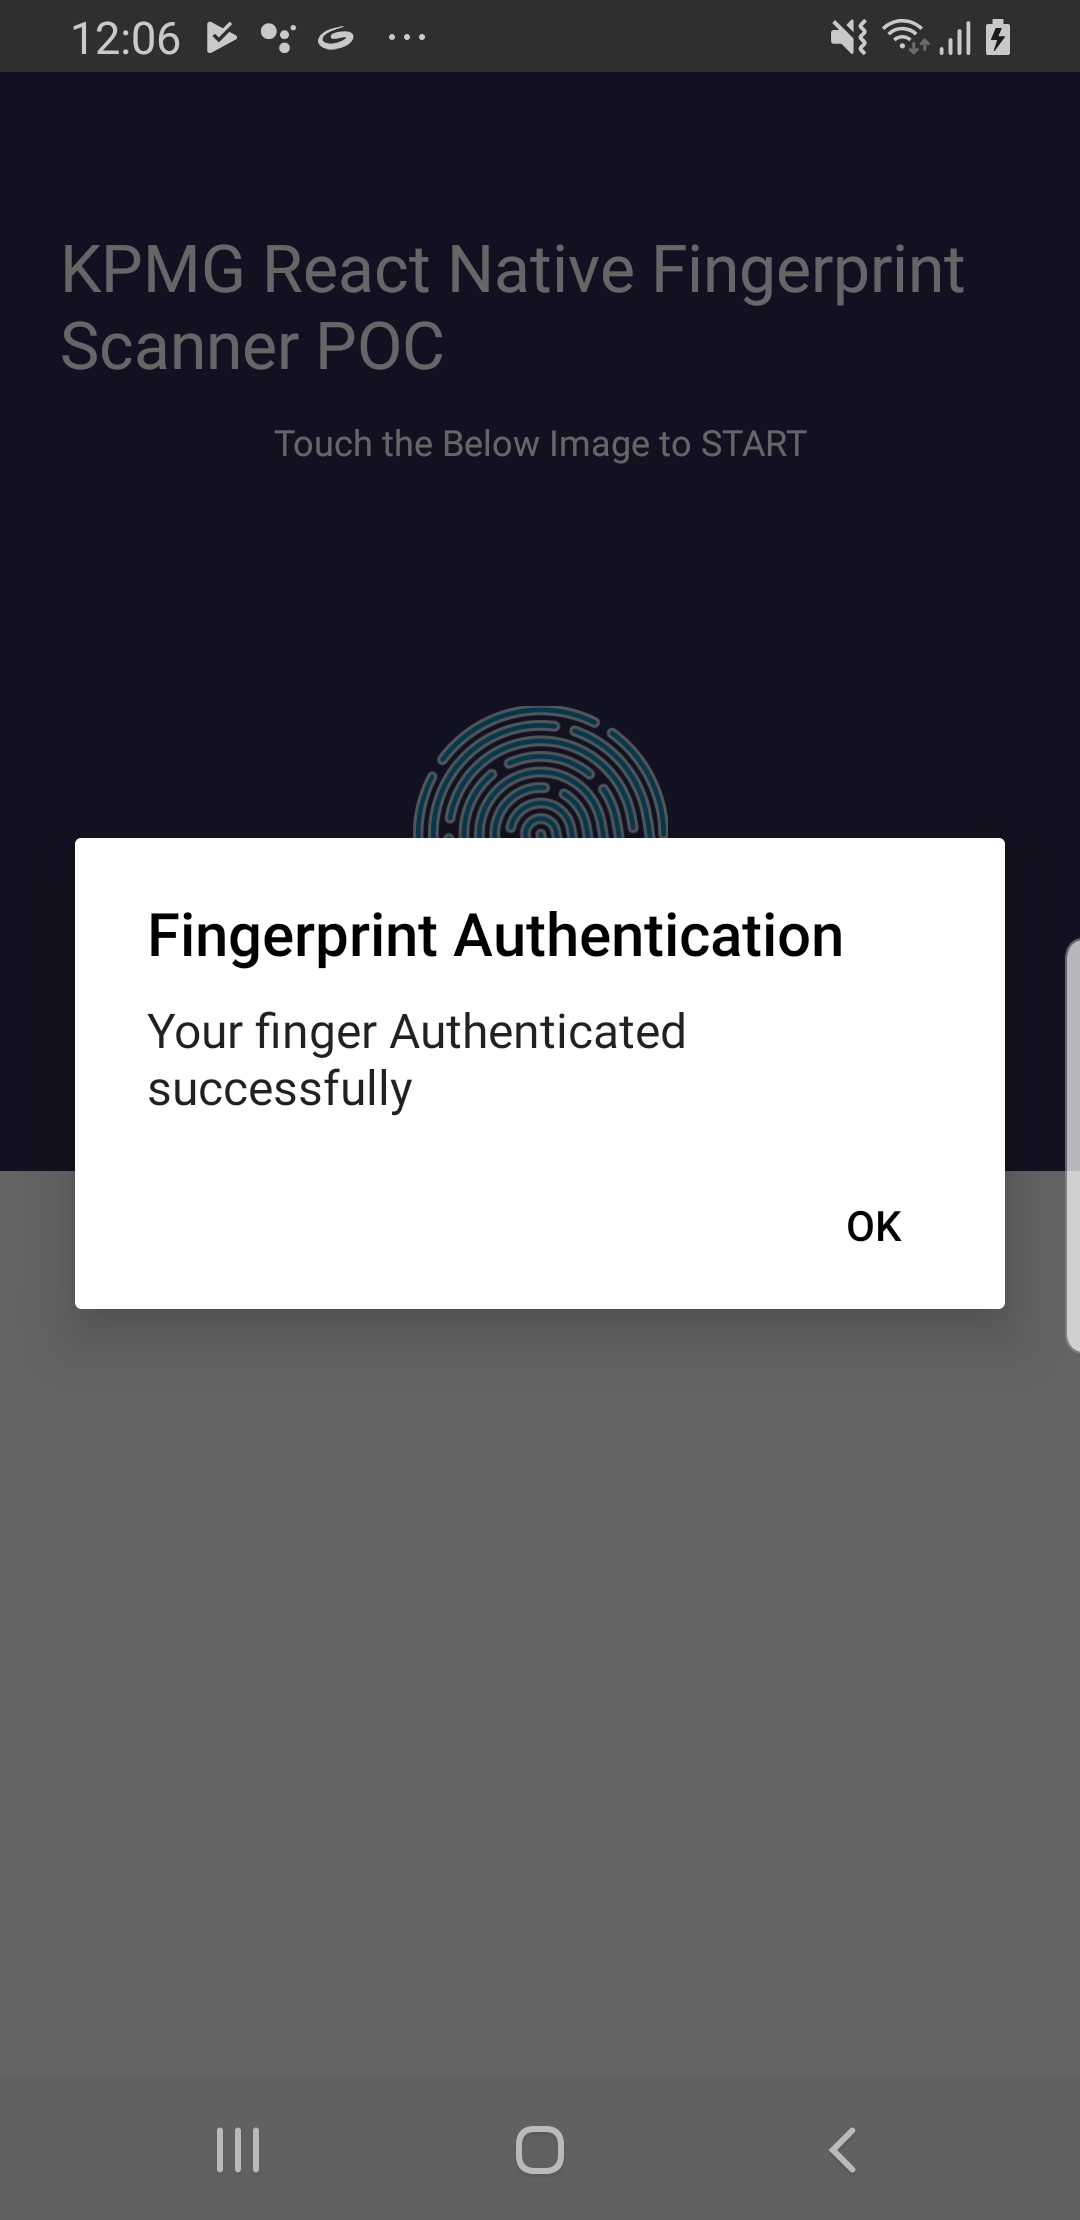 12:06
KPMG React Native Fingerprint
Scanner POC
Touch the Below Image to START
Fingerprint Authentication
Your finger Authenticated
successfully
OK